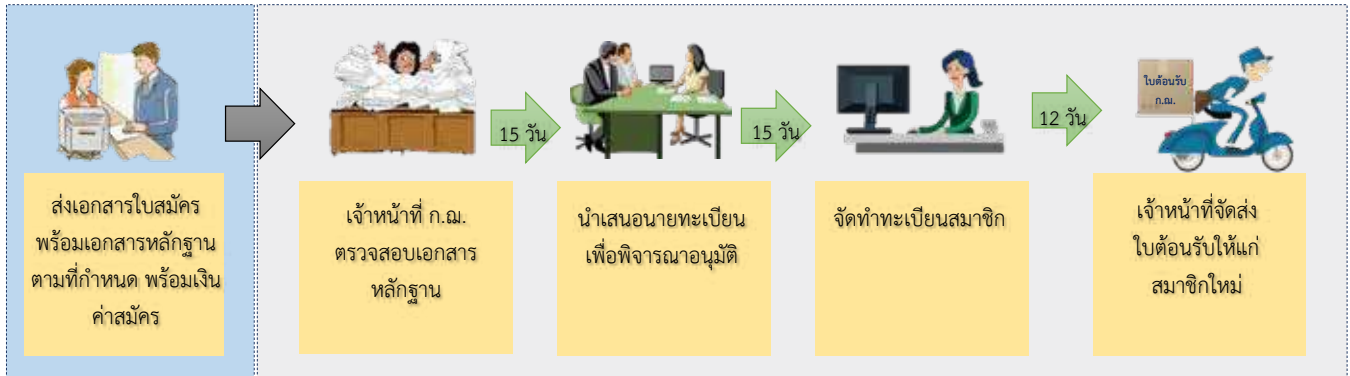 ใบต้อนรับ
ก.ฌ.
15 วัน
15 วัน
12 วัน
ส่งเอกสารใบสมัคร
พร้อมเอกสารหลักฐาน
ตามที่กำหนด พร้อมเงิน
ค่าสมัคร
เจ้าหน้าที่ ก.ฌ.
ตรวจสอบเอกสาร
หลักฐาน
นำเสนอนายทะเบียน
เพื่อพิจารณาอนุมัติ
จัดทำทะเบียนสมาชิก
เจ้าหน้าที่จัดส่ง
ใบต้อนรับให้แก่
สมาชิกใหม่